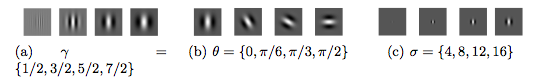 (a) γ = (b) θ = {0, π/6, π/3, π/2} (c) σ = {4, 8, 12, 16}
{1/2, 3/2, 5/2, 7/2}